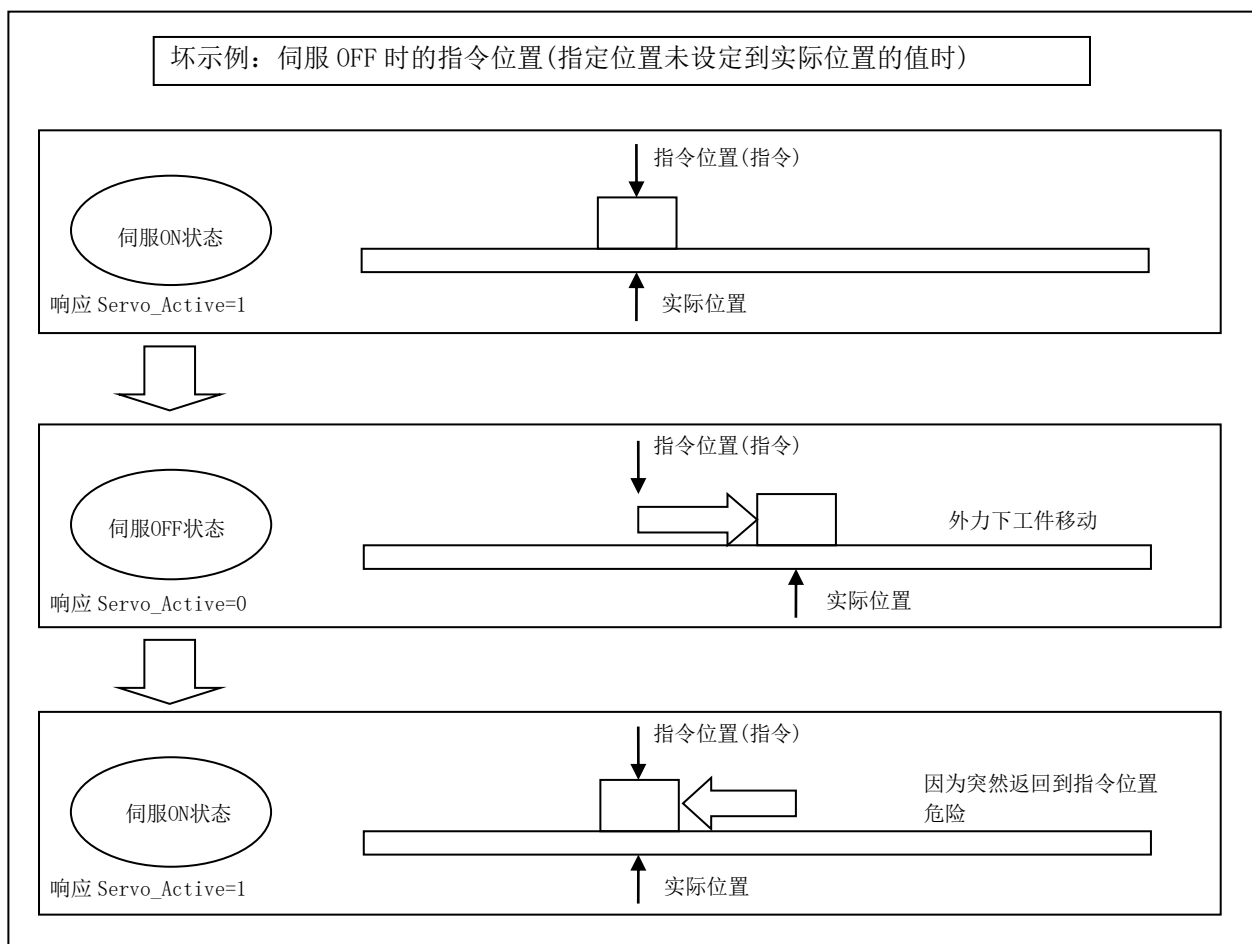 坏示例：伺服 OFF 时的指令位置(指定位置未设定到实际位置的值时)
指令位置(指令)
伺服ON状态
响应 Servo_Active=1
实际位置
指令位置(指令)
伺服OFF状态
外力下工件移动
响应 Servo_Active=0
实际位置
指令位置(指令)
伺服ON状态
因为突然返回到指令位置
危险
响应 Servo_Active=1
实际位置